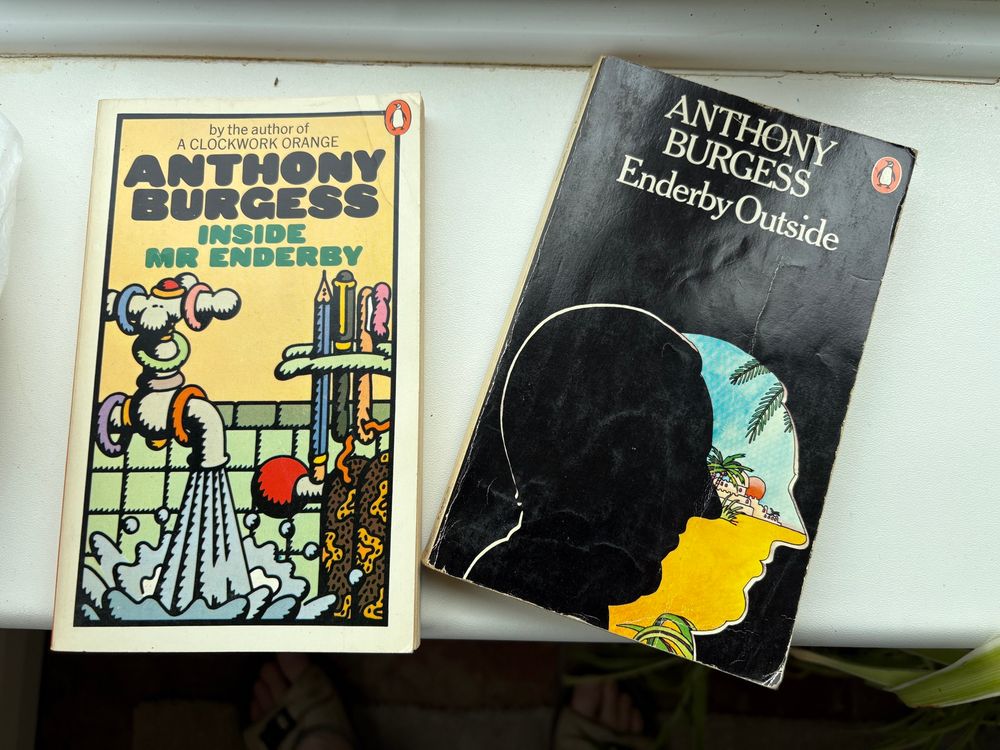 by the author of
A CLOCKWORK ORANGE
ANTHONY
BURGESS
INSIDE
MR ENDERBY
ANTHONY
BURGESS
Enderby Outside